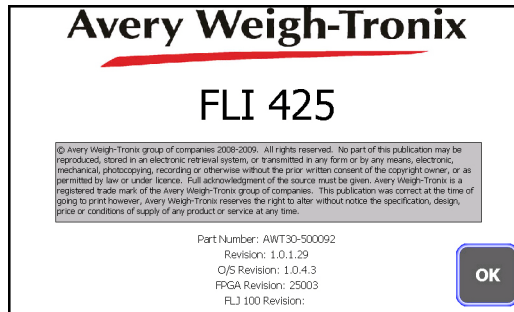 Avery Weigh-Tronix
FLI 425
© Avery Weigh-Tronix group of companies 2008-2009. All rights reserved. No part of this publication may be
reproduced, stored in an electronic retrieval system, or transmitted in any form or by any means, electronic,
mechanical, photocopying, recording or otherwise without the prior written consent of the copyright owner, or as
permitted by law or under licence. Full acknowledgment of the source must be given. Avery Weigh-Tronix is a
registered trade mark of the Avery Weigh-Tronix group of companies. This publication was correct at the time of
going to print however, Avery Weigh-Tronix reserves the right to alter without notice the specification, design,
price or conditions of supply of any product or service at any time.
Part Number: AWT30-500092
Revision: 1.0.1.29
O/S Revision: 1.0.4.3
FPGA Revision: 25003
FLJ 100 Revision:
OK